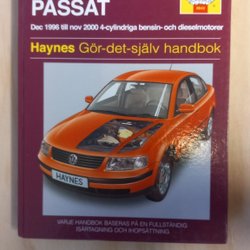 PASSAT
Dec 1996 till nov 2000 4-cylindriga bensin- och dieselmotorer
Haynes Gör-det-själv handbok
HAYNES
VARJE HANDBOK BASERAS PÅ EN FULLSTÄNDIG
ISÄRTAGNING OCH IHOPSÄTTNING